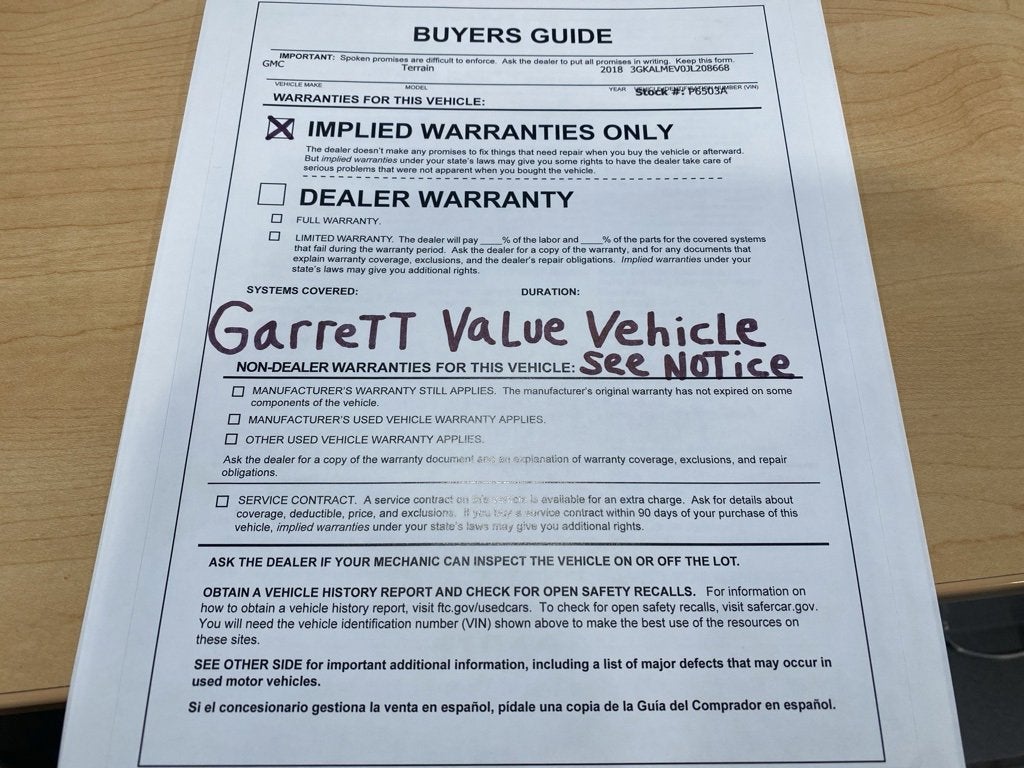 BUYERS GUIDE
IMPORTANT: Spoken promises are difficult to enforce. Ask the dealer to put all promises in writing. Keep this form.
GMC Terrain 2018 3GKALMEV0JL208668
VEHICLE MAKE MODEL YEAR VEHICLE IDENTIFICATION NUMBER (VIN)
Stock #: P6503A
WARRANTIES FOR THIS VEHICLE:
IMPLIED WARRANTIES ONLY
The dealer doesn't make any promises to fix things that need repair when you buy the vehicle or afterward.
But implied warranties under your state's laws may give you some rights to have the dealer take care of
serious problems that were not apparent when you bought the vehicle.
DEALER WARRANTY
FULL WARRANTY.
LIMITED WARRANTY. The dealer will pay ____% of the labor and ____% of the parts for the covered systems
that fail during the warranty period. Ask the dealer for a copy of the warranty, and for any documents that
explain warranty coverage, exclusions, and the dealer's repair obligations. Implied warranties under your
state's laws may give you additional rights.
SYSTEMS COVERED: DURATION:
GarreTT Value Vehicle
NON-DEALER WARRANTIES FOR THIS VEHICLE: See NOTice
MANUFACTURER'S WARRANTY STILL APPLIES. The manufacturer's original warranty has not expired on some
components of the vehicle.
MANUFACTURER'S USED VEHICLE WARRANTY APPLIES.
OTHER USED VEHICLE WARRANTY APPLIES.
Ask the dealer for a copy of the warranty document and an explanation of warranty coverage, exclusions, and repair
obligations.
SERVICE CONTRACT. A service contract on this vehicle is available for an extra charge. Ask for details about
coverage, deductible, price, and exclusions. If you buy a service contract within 90 days of your purchase of this
vehicle, implied warranties under your state's laws may give you additional rights.
ASK THE DEALER IF YOUR MECHANIC CAN INSPECT THE VEHICLE ON OR OFF THE LOT.
OBTAIN A VEHICLE HISTORY REPORT AND CHECK FOR OPEN SAFETY RECALLS. For information on
how to obtain a vehicle history report, visit ftc.gov/usedcars. To check for open safety recalls, visit safercar.gov.
You will need the vehicle identification number (VIN) shown above to make the best use of the resources on
these sites.
SEE OTHER SIDE for important additional information, including a list of major defects that may occur in
used motor vehicles.
Si el concesionario gestiona la venta en español, pídale una copia de la Guía del Comprador en español.